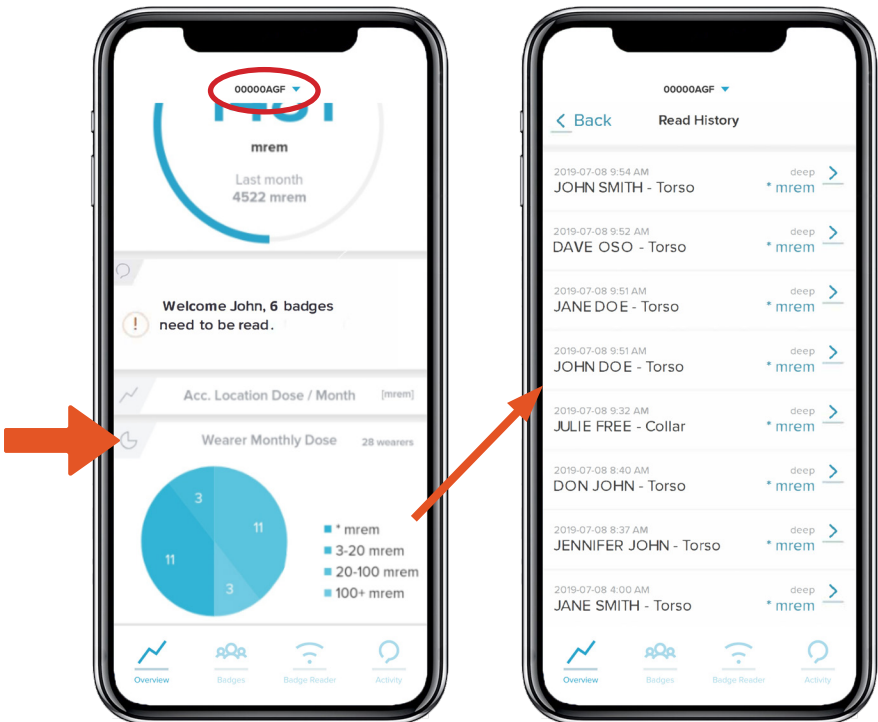 00000AGF
mrem
Last month
4522 mrem
!
Welcome John, 6 badges
need to be read.
Acc. Location Dose / Month [mrem]
Wearer Monthly Dose 28 wearers
3
11
11
3
* mrem
3-20 mrem
20-100 mrem
100+ mrem
Overview Badges Badge Reader Activity
00000AGF
< Back Read History
2019-07-08 9:54 AM deep >
JOHN SMITH - Torso * mrem
2019-07-08 9:52 AM deep >
DAVE OSO - Torso * mrem
2019-07-08 9:51 AM deep >
JANE DOE - Torso * mrem
2019-07-08 9:51 AM deep >
JOHN DOE - Torso * mrem
2019-07-08 9:32 AM deep >
JULIE FREE - Collar * mrem
2019-07-08 8:40 AM deep >
DON JOHN - Torso * mrem
2019-07-08 8:37 AM deep >
JENNIFER JOHN - Torso * mrem
2019-07-08 4:00 AM deep >
JANE SMITH - Torso * mrem
Overview Badges Badge Reader Activity